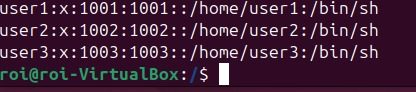 user1:x:1001:1001::/home/user1:/bin/sh
user2:x:1002:1002::/home/user2:/bin/sh
user3:x:1003:1003::/home/user3:/bin/sh
roi@roi-VirtualBox:/$